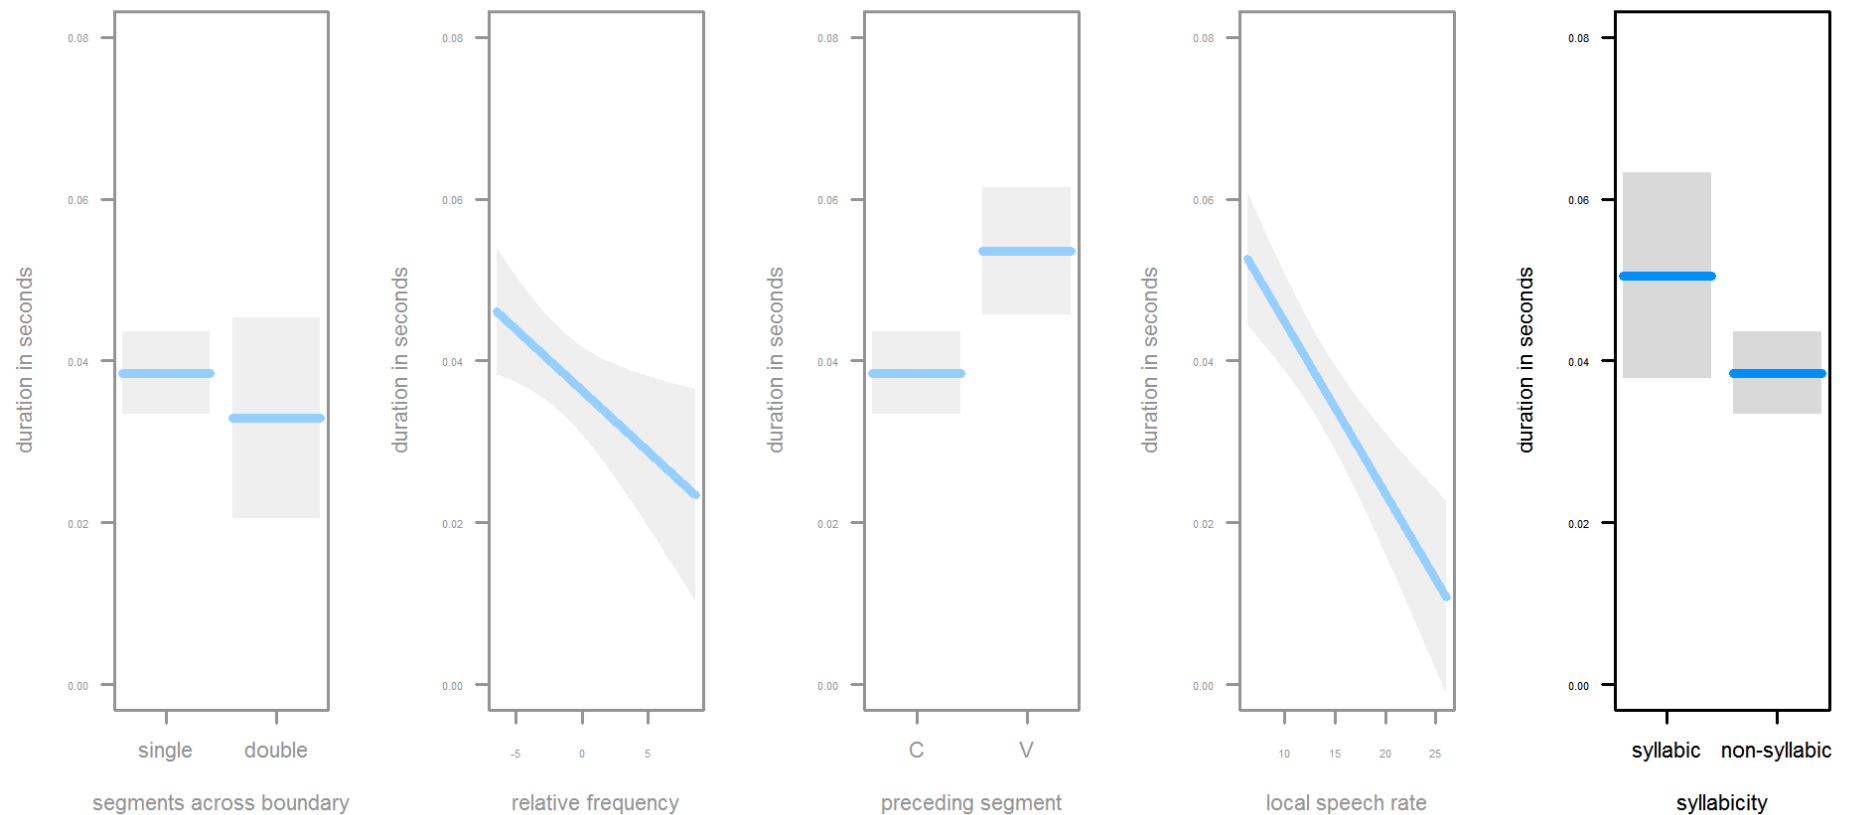 0.08
0.06
0.04
0.02
0.00
duration in seconds
single double
segments across boundary
0.08
0.06
0.04
0.02
0.00
duration in seconds
-5 0 5
relative frequency
0.08
0.06
0.04
0.02
0.00
duration in seconds
C V
preceding segment
0.08
0.06
0.04
0.02
0.00
duration in seconds
10 15 20 25
local speech rate
0.08
0.06
0.04
0.02
0.00
duration in seconds
syllabic non-syllabic
syllabicity